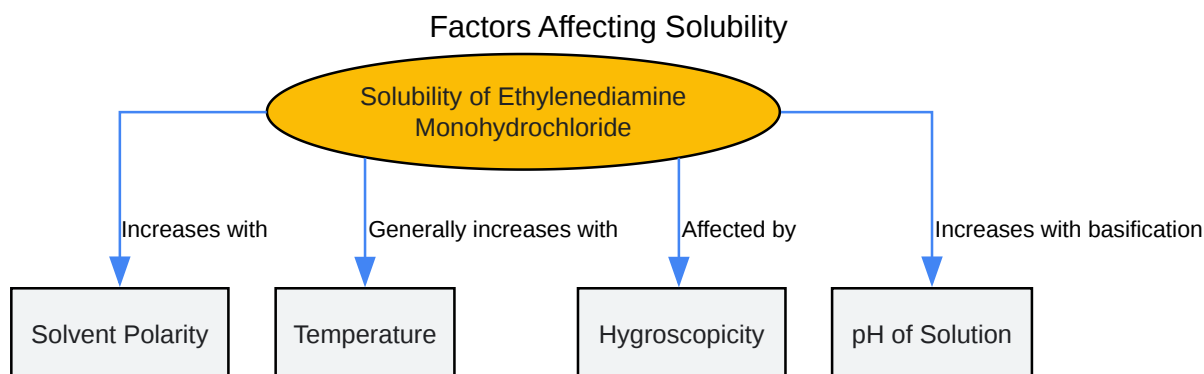 Factors Affecting Solubility
Solubility of Ethylenediamine
Monohydrochloride
Increases with
Generally increases with
Affected by
Increases with basification
Solvent Polarity
Temperature
Hygroscopicity
pH of Solution